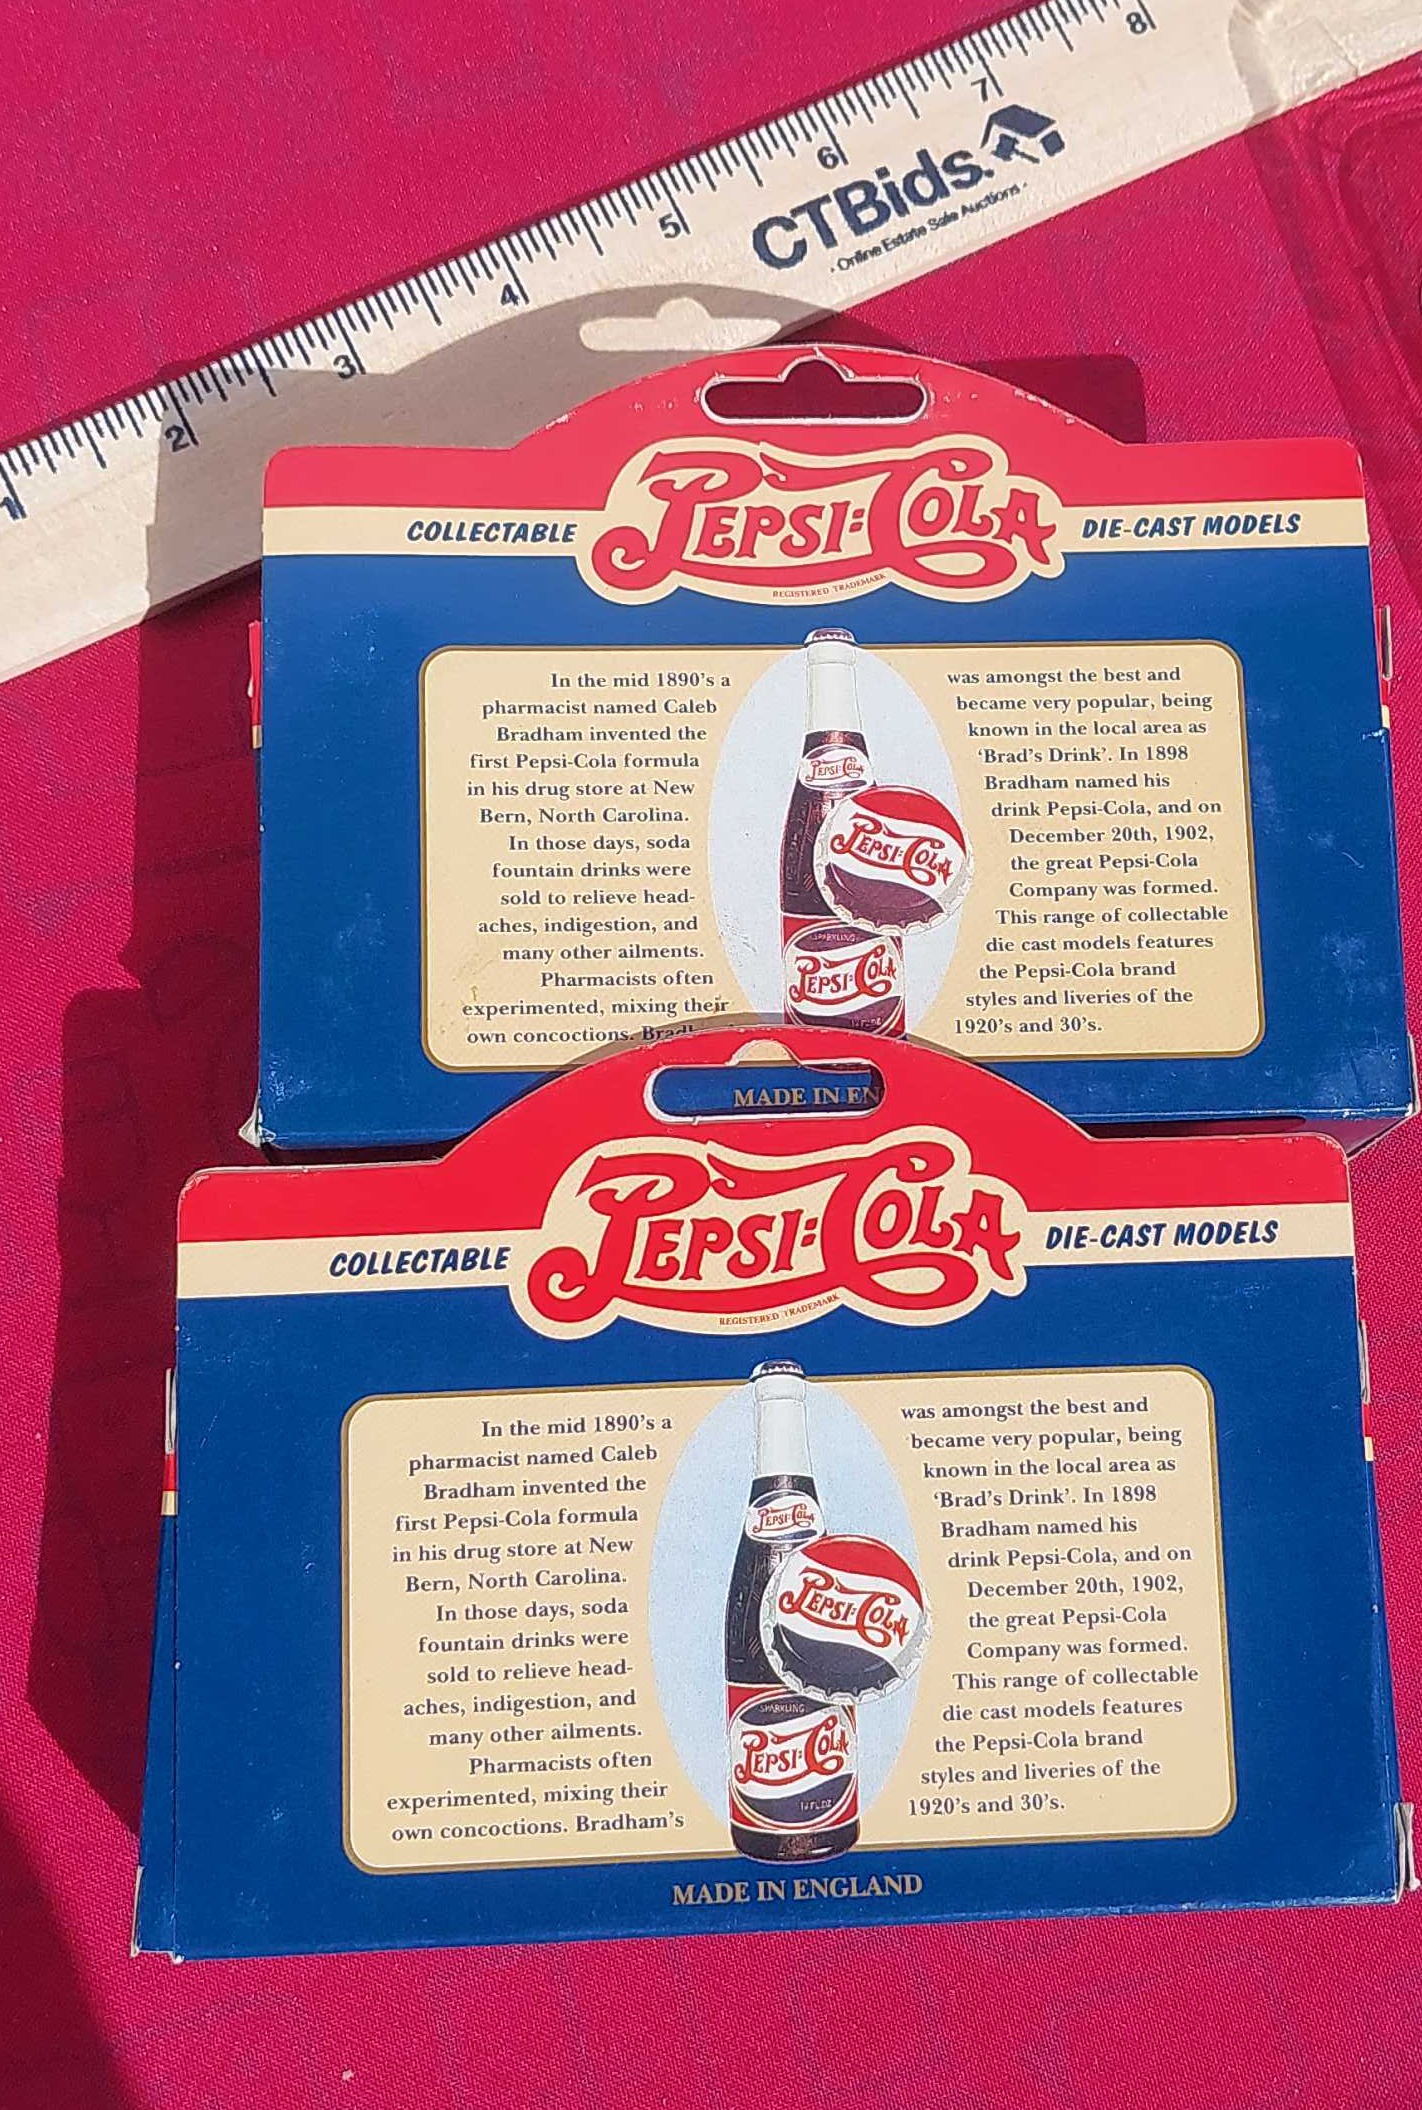 1 2 3 4 5 6 7 8
CTBids
· Online Estate Sale Auctions ·
COLLECTABLE PEPSI:COLA DIE-CAST MODELS
REGISTERED TRADEMARK
In the mid 1890's a
pharmacist named Caleb
Bradham invented the
first Pepsi-Cola formula
in his drug store at New
Bern, North Carolina.
In those days, soda
fountain drinks were
sold to relieve head-
aches, indigestion, and
many other ailments.
Pharmacists often
experimented, mixing their
own concoctions.
PEPSI:COLA
PEPSI:COLA
SPARKLING
PEPSI:COLA
was amongst the best and
became very popular, being
known in the local area as
'Brad's Drink'. In 1898
Bradham named his
drink Pepsi-Cola, and on
December 20th, 1902,
the great Pepsi-Cola
Company was formed.
This range of collectable
die cast models features
the Pepsi-Cola brand
styles and liveries of the
1920's and 30's.
MADE IN EN
COLLECTABLE PEPSI:COLA DIE-CAST MODELS
REGISTERED TRADEMARK
In the mid 1890's a
pharmacist named Caleb
Bradham invented the
first Pepsi-Cola formula
in his drug store at New
Bern, North Carolina.
In those days, soda
fountain drinks were
sold to relieve head-
aches, indigestion, and
many other ailments.
Pharmacists often
experimented, mixing their
own concoctions. Bradham's
PEPSI:COLA
PEPSI:COLA
SPARKLING
PEPSI:COLA
was amongst the best and
became very popular, being
known in the local area as
'Brad's Drink'. In 1898
Bradham named his
drink Pepsi-Cola, and on
December 20th, 1902,
the great Pepsi-Cola
Company was formed.
This range of collectable
die cast models features
the Pepsi-Cola brand
styles and liveries of the
1920's and 30's.
MADE IN ENGLAND